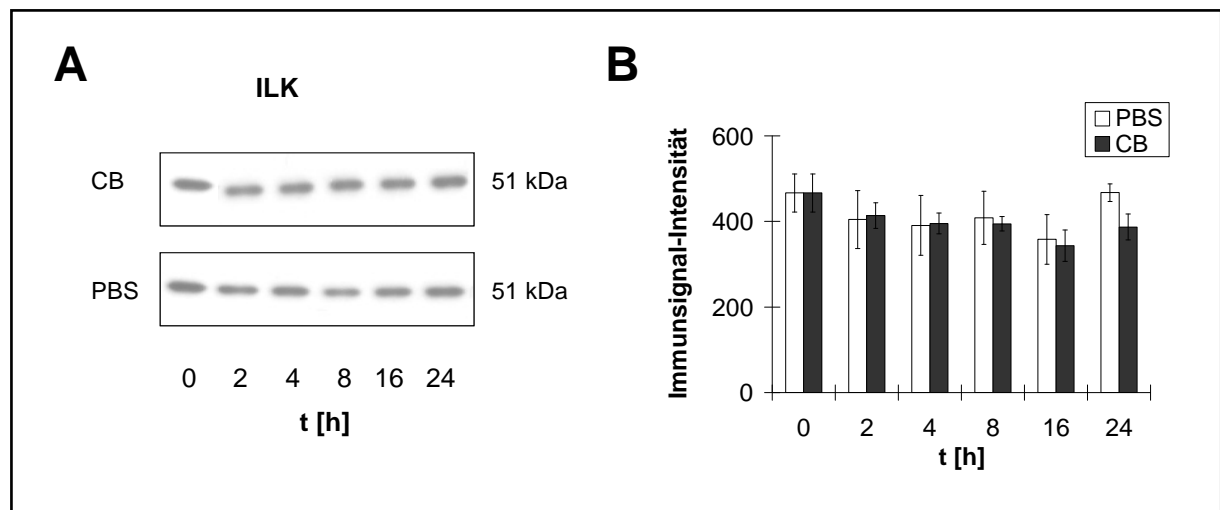 A
ILK
CB
51 kDa
PBS
51 kDa
0 2 4 8 16 24
t [h]
B
PBS
CB
Immunsignal-Intensität
600
400
200
0
0 2 4 8 16 24
t [h]